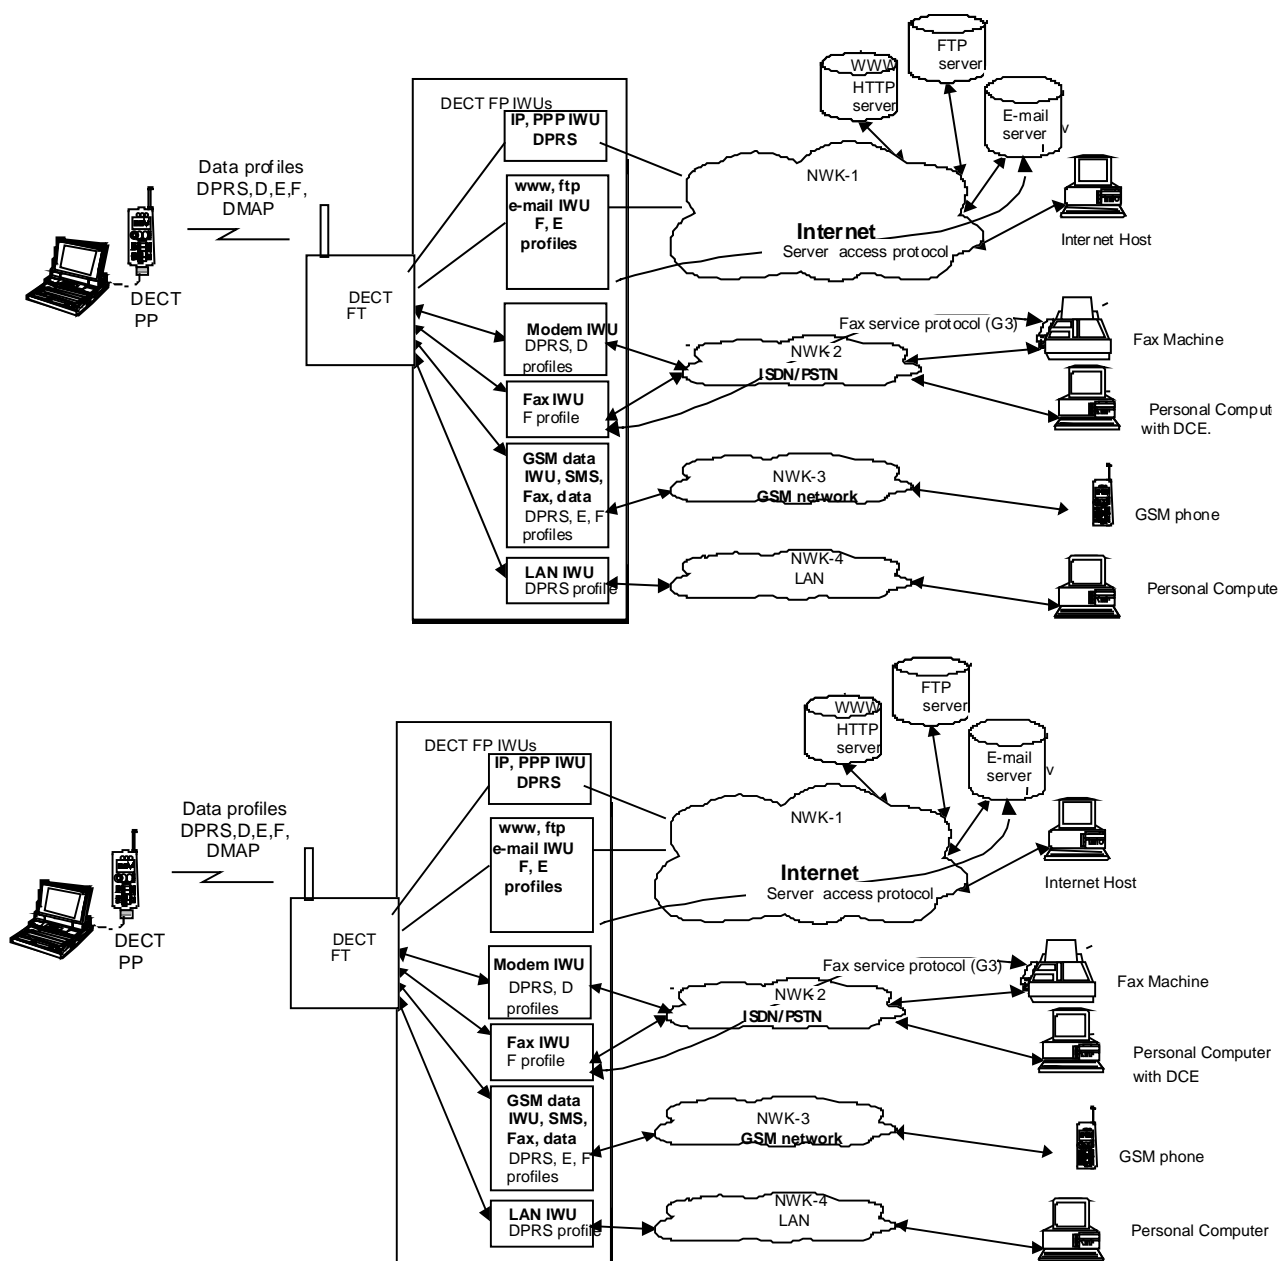 FTP
server
WWW
HTTP
server
E-mail
server
v
DECT FP IWUs
IP, PPP IWU
DPRS
Data profiles
DPRS,D,E,F,
DMAP
www, ftp
e-mail IWU
F, E
profiles
NWK-1
Internet
Server access protocol
Internet Host
DECT
PP
DECT
FT
Modem IWU
DPRS, D
profiles
Fax service protocol (G3)
NWK-2
ISDN/PSTN
Fax Machine
Fax IWU
F profile
Personal Comput
with DCE.
GSM data
IWU, SMS,
Fax, data
DPRS, E, F
profiles
NWK-3
GSM network
GSM phone
LAN IWU
DPRS profile
NWK-4
LAN
Personal Compute
FTP
server
WWW
HTTP
server
E-mail
server
v
DECT FP IWUs
IP, PPP IWU
DPRS
Data profiles
DPRS,D,E,F,
DMAP
www, ftp
e-mail IWU
F, E
profiles
NWK-1
Internet
Server access protocol
Internet Host
DECT
PP
DECT
FT
Modem IWU
DPRS, D
profiles
Fax service protocol (G3)
NWK-2
ISDN/PSTN
Fax Machine
Fax IWU
F profile
Personal Computer
with DCE
GSM data
IWU, SMS,
Fax, data
DPRS, E, F
profiles
NWK-3
GSM network
GSM phone
LAN IWU
DPRS profile
NWK-4
LAN
Personal Computer